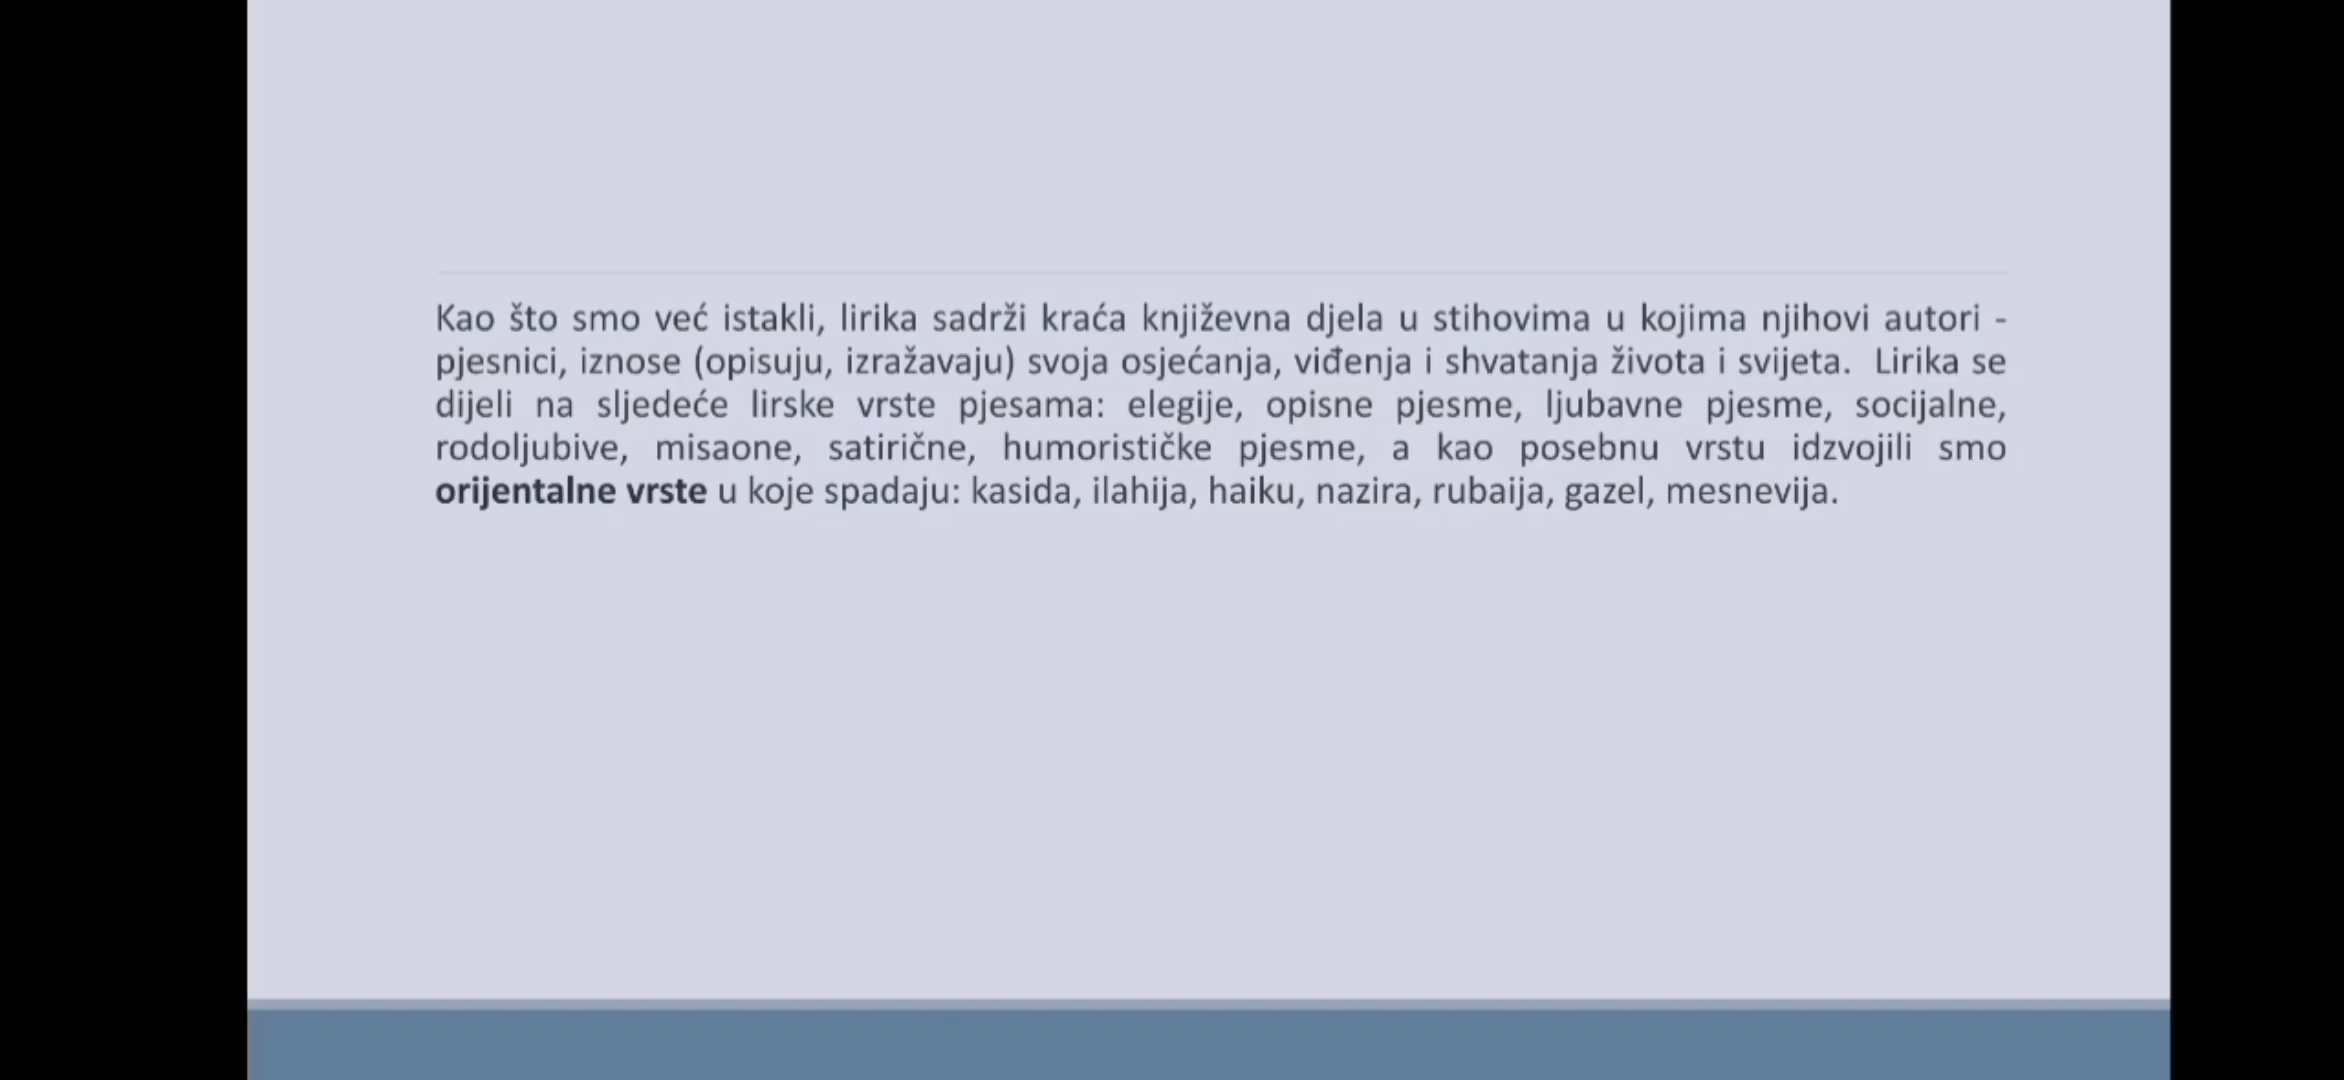 Kao što smo već istakli, lirika sadrži kraća književna djela u stihovima u kojima njihovi autori -
pjesnici, iznose (opisuju, izražavaju) svoja osjećanja, viđenja i shvatanja života i svijeta.  Lirika se
dijeli na sljedeće lirske vrste pjesama: elegije, opisne pjesme, ljubavne pjesme, socijalne,
rodoljubive, misaone, satirične, humorističke pjesme, a kao posebnu vrstu idzvojili smo
orijentalne vrste u koje spadaju: kasida, ilahija, haiku, nazira, rubaija, gazel, mesnevija.